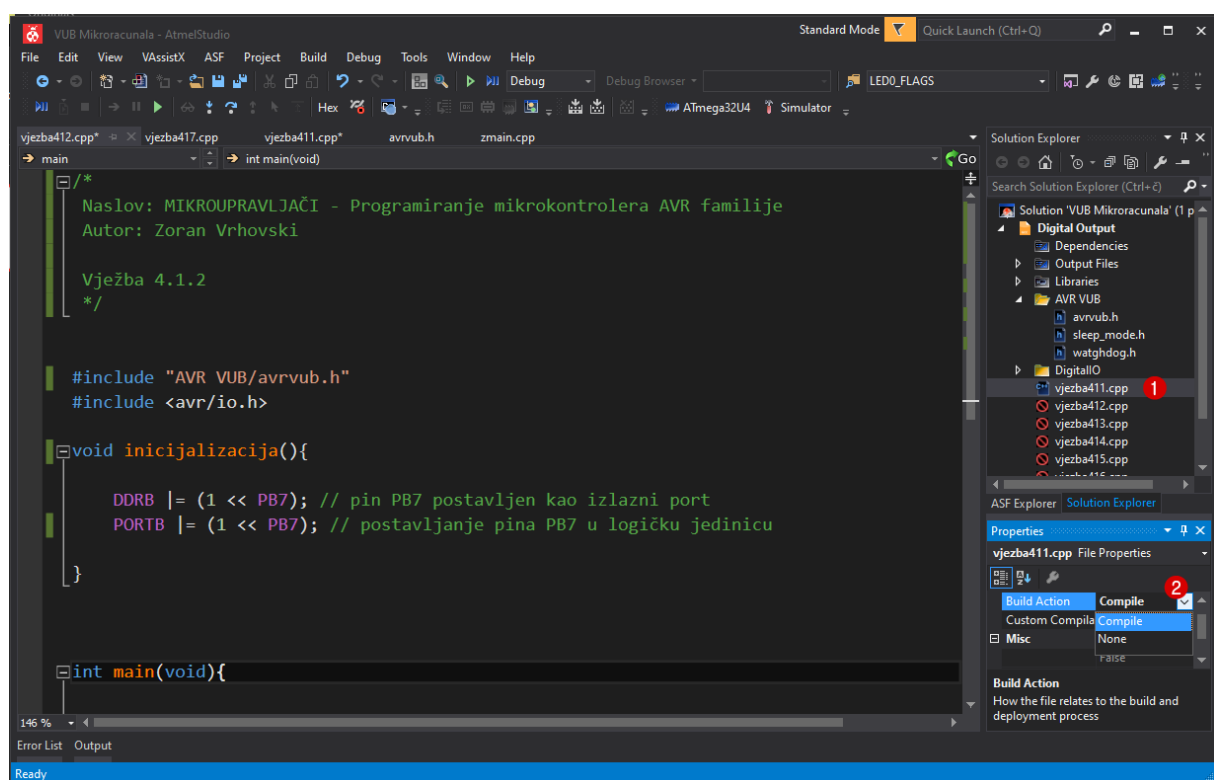 VUB Mikroracunala - AtmelStudio
Standard Mode
Quick Launch (Ctrl+Q)
File Edit View VAssistX ASF Project Build Debug Tools Window Help
Debug
Debug Browser
LED0_FLAGS
Hex
ATmega32U4
Simulator
vjezba412.cpp*
vjezba417.cpp
vjezba411.cpp*
avrvub.h
zmain.cpp
main
int main(void)
Go
/*
Naslov: MIKROUPRAVLJAČI - Programiranje mikrokontrolera AVR familije
Autor: Zoran Vrhovski
Vježba 4.1.2
*/
#include "AVR VUB/avrvub.h"
#include <avr/io.h>
void inicijalizacija(){
DDRB |= (1 << PB7); // pin PB7 postavljen kao izlazni port
PORTB |= (1 << PB7); // postavljanje pina PB7 u logičku jedinicu
}
int main(void){
146 %
Error List Output
Ready
Solution Explorer
Search Solution Explorer (Ctrl+č)
Solution 'VUB Mikroracunala' (1 p
Digital Output
Dependencies
Output Files
Libraries
AVR VUB
avrvub.h
sleep_mode.h
watghdog.h
DigitalIO
vjezba411.cpp 1
vjezba412.cpp
vjezba413.cpp
vjezba414.cpp
vjezba415.cpp
ASF Explorer Solution Explorer
Properties
vjezba411.cpp File Properties
2
Build Action Compile
Custom Compila Compile
Misc None
False
Build Action
How the file relates to the build and
deployment process